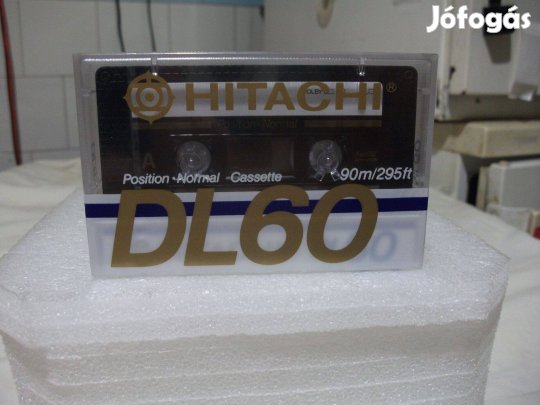 Jófogás
HITACHI®
Position Normal Cassette 90m/295ft
A
DL60